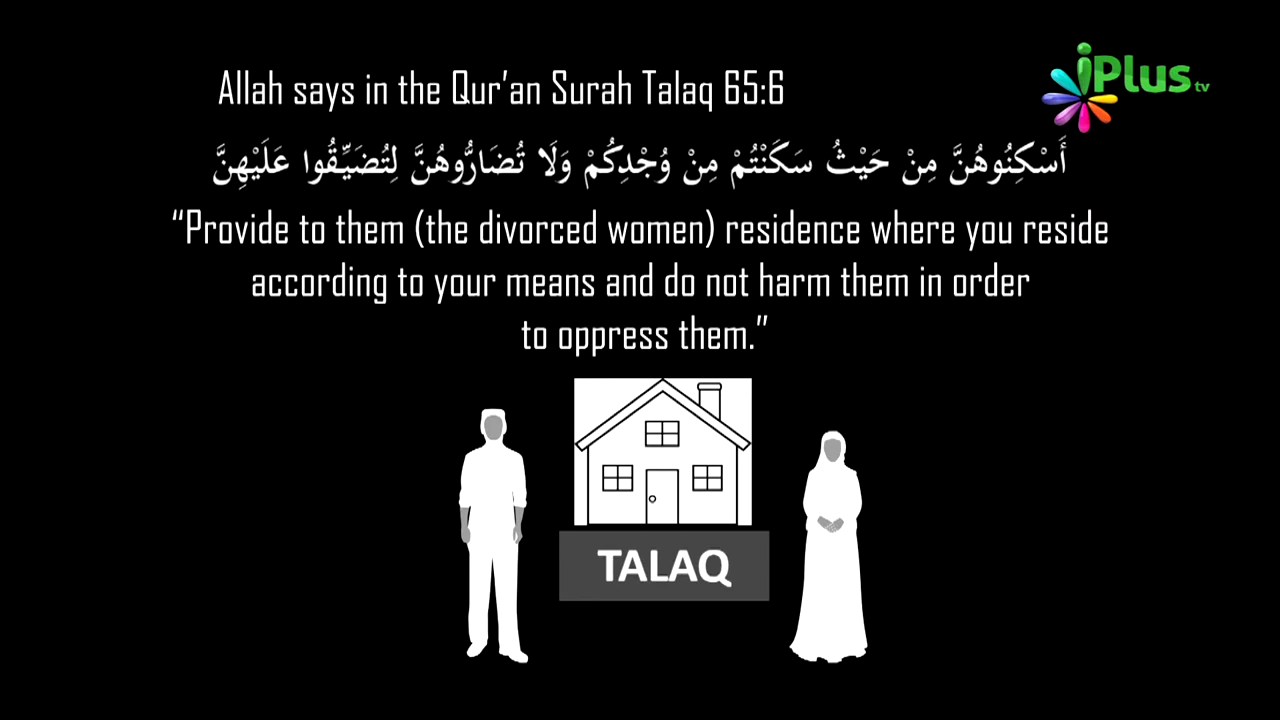 Allah says in the Qur'an Surah Talaq 65:6
iPlus tv
أَسْكِنُوهُنَّ مِنْ حَيْثُ سَكَنْتُمْ مِنْ وُجْدِكُمْ وَلَا تُضَارُّوهُنَّ لِتُضَيِّقُوا عَلَيْهِنَّ
“Provide to them (the divorced women) residence where you reside
according to your means and do not harm them in order
to oppress them.”
TALAQ